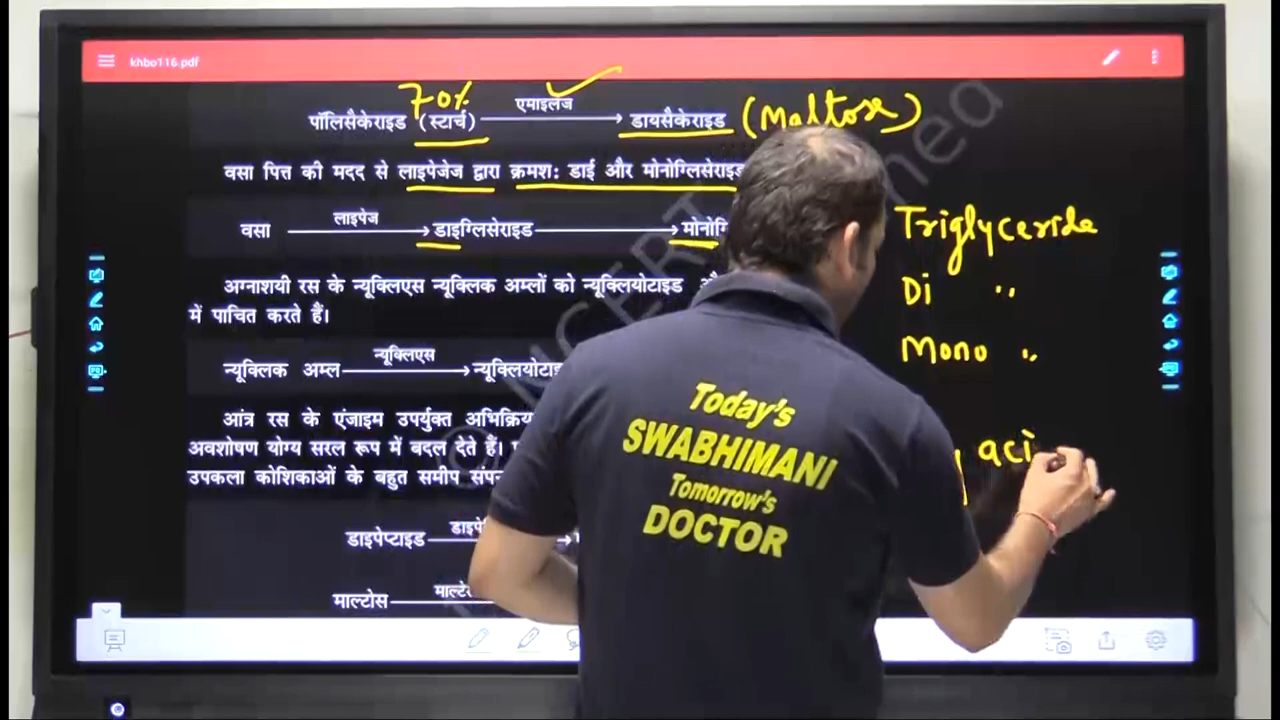 khbo116.pdf
70%
पॉलिसैकेराइड (स्टार्च) एमाइलेज डायसैकेराइड (Maltose)
वसा पित्त की मदद से लाइपेजेज द्वारा क्रमश: डाई और मोनोग्लिसेराइड
वसा लाइपेज डाइग्लिसेराइड मोनोग्
Triglyceride
Di "
Mono "
अग्नाशयी रस के न्यूक्लिएस न्यूक्लिक अम्लों को न्यूक्लियोटाइड
में पाचित करते हैं।
न्यूक्लिक अम्ल न्यूक्लिएस न्यूक्लियोटाइ
आंत्र रस के एंजाइम उपर्युक्त अभिक्रिय
अवशोषण योग्य सरल रूप में बदल देते हैं।
उपकला कोशिकाओं के बहुत समीप संपन
aci
डाइपेप्टाइड डाइपे
माल्टोस माल्टे
Today's
SWABHIMANI
Tomorrow's
DOCTOR